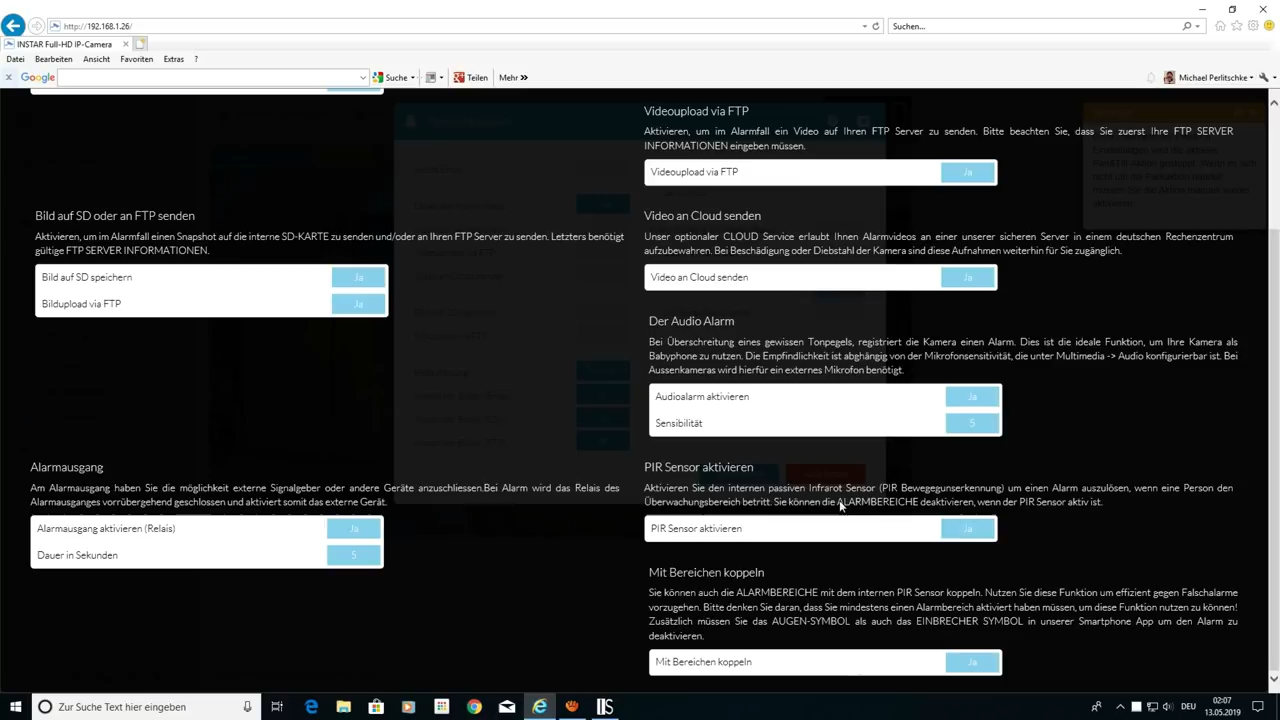 http://192.168.1.26/
Suchen...
INSTAR Full-HD IP-Camera
Datei Bearbeiten Ansicht Favoriten Extras ?
Google Suche Teilen Mehr Michael Perlitschke
Videoupload via FTP
Aktivieren, um im Alarmfall ein Video auf Ihren FTP Server zu senden. Bitte beachten Sie, dass Sie zuerst Ihre FTP SERVER
INFORMATIONEN eingeben müssen.
Videoupload via FTP Ja
Bild auf SD oder an FTP senden
Aktivieren, um im Alarmfall einen Snapshot auf die interne SD-KARTE zu senden und/oder an Ihren FTP Server zu senden. Letzters benötigt
gültige FTP SERVER INFORMATIONEN.
Bild auf SD speichern Ja
Bildupload via FTP Ja
Video an Cloud senden
Unser optionaler CLOUD Service erlaubt Ihnen Alarmvideos an einer unserer sicheren Server in einem deutschen Rechenzentrum
aufzubewahren. Bei Beschädigung oder Diebstahl der Kamera sind diese Aufnahmen weiterhin für Sie zugänglich.
Video an Cloud senden Ja
Der Audio Alarm
Bei Überschreitung eines gewissen Tonpegels, registriert die Kamera einen Alarm. Dies ist die ideale Funktion, um Ihre Kamera als
Babyphone zu nutzen. Die Empfindlichkeit ist abghängig von der Mikrofonsensitivität, die unter Multimedia -> Audio konfigurierbar ist. Bei
Aussenkameras wird hierfür ein externes Mikrofon benötigt.
Audioalarm aktivieren Ja
Sensibilität 5
Alarmausgang
Am Alarmausgang haben Sie die möglichkeit externe Signalgeber oder andere Geräte anzuschliessen.Bei Alarm wird das Relais des
Alarmausganges vorrübergehend geschlossen und aktiviert somit das externe Gerät.
Alarmausgang aktivieren (Relais) Ja
Dauer in Sekunden 5
PIR Sensor aktivieren
Aktivieren Sie den internen passiven Infrarot Sensor (PIR Bewegegunserkennung) um einen Alarm auszulösen, wenn eine Person den
Überwachungsbereich betritt. Sie können die ALARMBEREICHE deaktivieren, wenn der PIR Sensor aktiv ist.
PIR Sensor aktivieren Ja
Mit Bereichen koppeln
Sie können auch die ALARMBEREICHE mit dem internen PIR Sensor koppeln. Nutzen Sie diese Funktion um effizient gegen Falschalarme
vorzugehen. Bitte denken Sie daran, dass Sie mindestens einen Alarmbereich aktiviert haben müssen, um diese Funktion nutzen zu können!
Zusätzlich müssen Sie das AUGEN-SYMBOL als auch das EINBRECHER SYMBOL in unserer Smartphone App um den Alarm zu
deaktivieren.
Mit Bereichen koppeln Ja
Zur Suche Text hier eingeben
DEU
02:07
13.05.2019